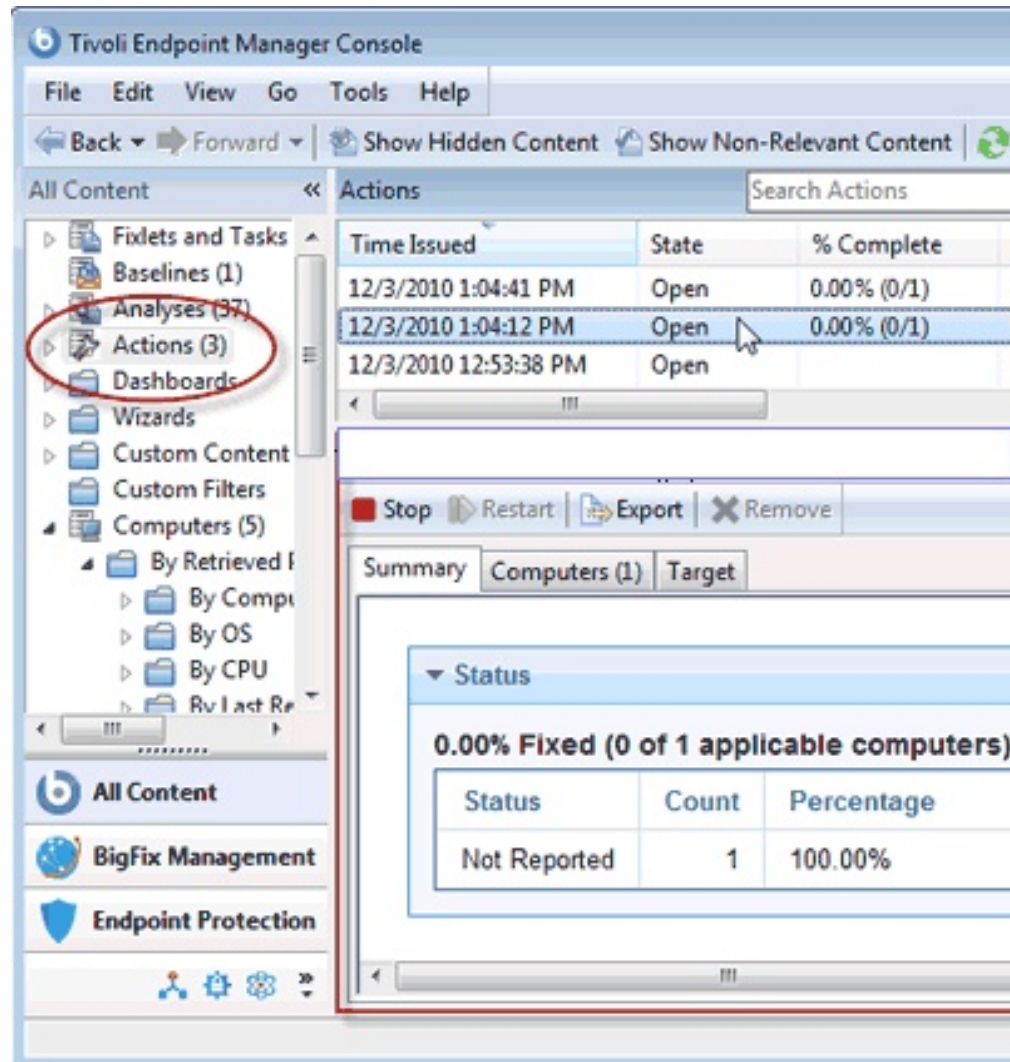 Tivoli Endpoint Manager Console
File Edit View Go Tools Help
Back Forward Show Hidden Content Show Non-Relevant Content
All Content «
Fixlets and Tasks
Baselines (1)
Analyses (37)
Actions (3)
Dashboards
Wizards
Custom Content
Custom Filters
Computers (5)
By Retrieved
By Compu
By OS
By CPU
By Last Re
All Content
BigFix Management
Endpoint Protection
Actions Search Actions
Time Issued State % Complete
12/3/2010 1:04:41 PM Open 0.00% (0/1)
12/3/2010 1:04:12 PM Open 0.00% (0/1)
12/3/2010 12:53:38 PM Open
Stop Restart Export Remove
Summary Computers (1) Target
Status
0.00% Fixed (0 of 1 applicable computers)
Status Count Percentage
Not Reported 1 100.00%